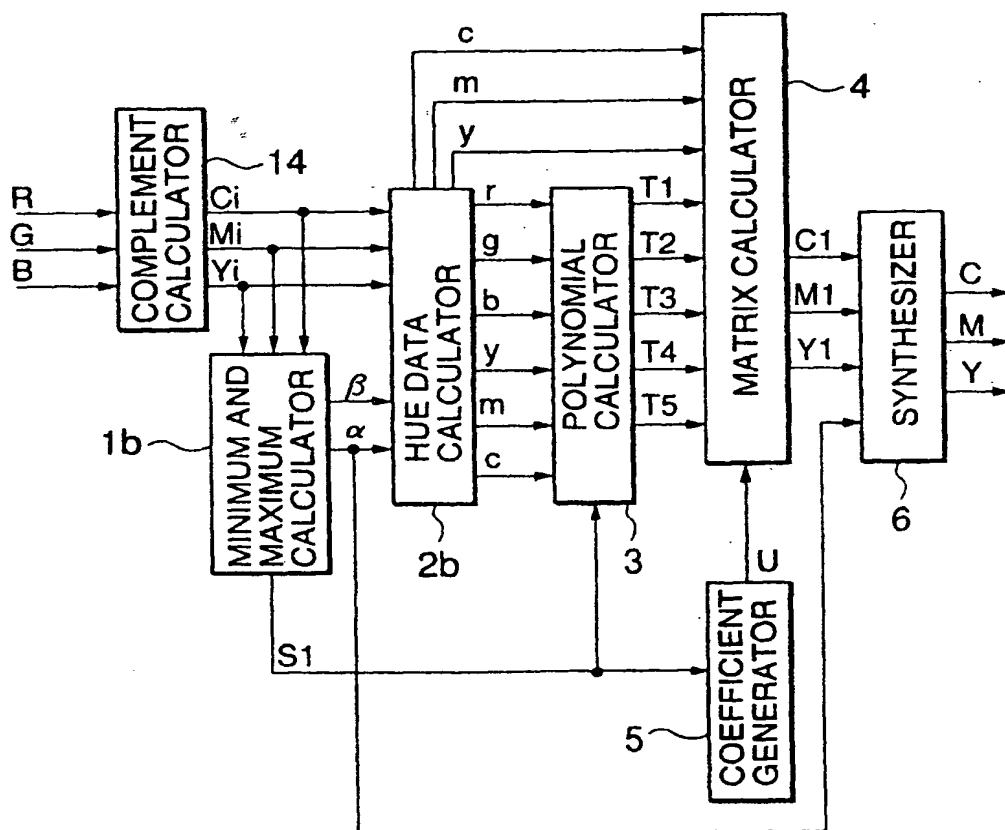 c
m
y
R
G
B
COMPLEMENT
CALCULATOR
14
Ci
Mi
Yi
MINIMUM AND
MAXIMUM
CALCULATOR
1b
β
α
S1
HUE DATA
CALCULATOR
2b
r
g
b
y
m
c
POLYNOMIAL
CALCULATOR
3
T1
T2
T3
T4
T5
MATRIX CALCULATOR
4
U
COEFFICIENT
GENERATOR
5
C1
M1
Y1
SYNTHESIZER
6
C
M
Y